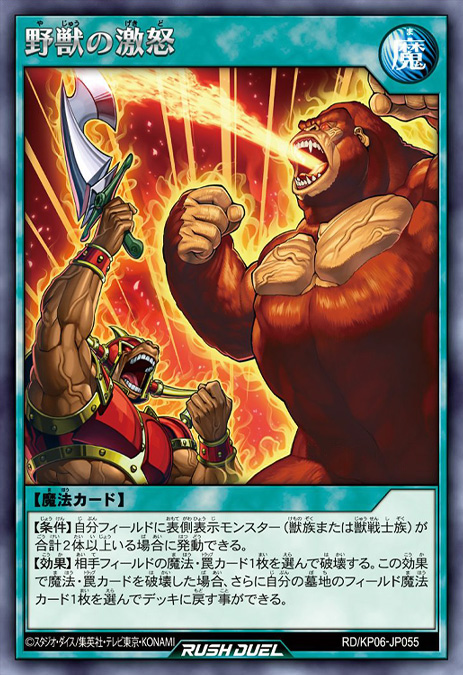 野獣の激怒
魔
【魔法カード】
【条件】自分フィールドに表側表示モンスター(獣族または獣戦士族)が
合計2体以上いる場合に発動できる。
【効果】相手フィールドの魔法・罠カード1枚を選んで破壊する。この効果
で魔法・罠カードを破壊した場合、さらに自分の墓地のフィールド魔法
カード1枚を選んでデッキに戻す事ができる。
©スタジオ・ダイス/集英社・テレビ東京・KONAMI
RUSH DUEL
RD/KP06-JP055